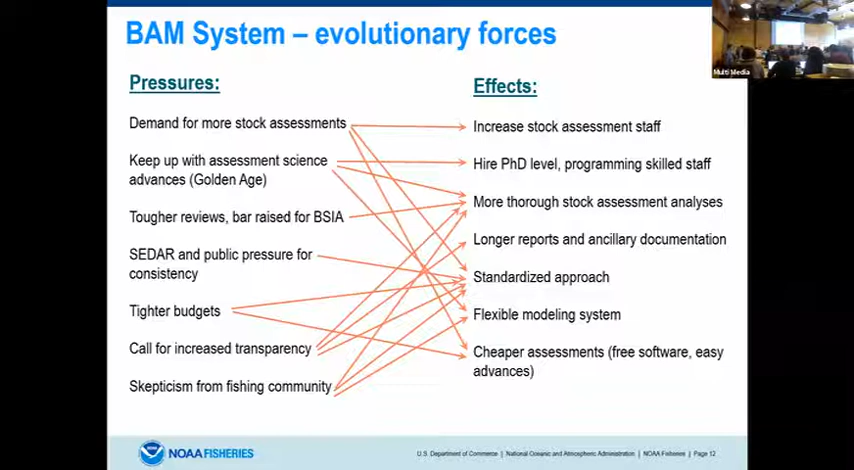 BAM System – evolutionary forces
Multi Media
Pressures:
Demand for more stock assessments
Keep up with assessment science
advances (Golden Age)
Tougher reviews, bar raised for BSIA
SEDAR and public pressure for
consistency
Tighter budgets
Call for increased transparency
Skepticism from fishing community
Effects:
Increase stock assessment staff
Hire PhD level, programming skilled staff
More thorough stock assessment analyses
Longer reports and ancillary documentation
Standardized approach
Flexible modeling system
Cheaper assessments (free software, easy
advances)
NOAA FISHERIES
U.S. Department of Commerce | National Oceanic and Atmospheric Administration | NOAA Fisheries | Page 12